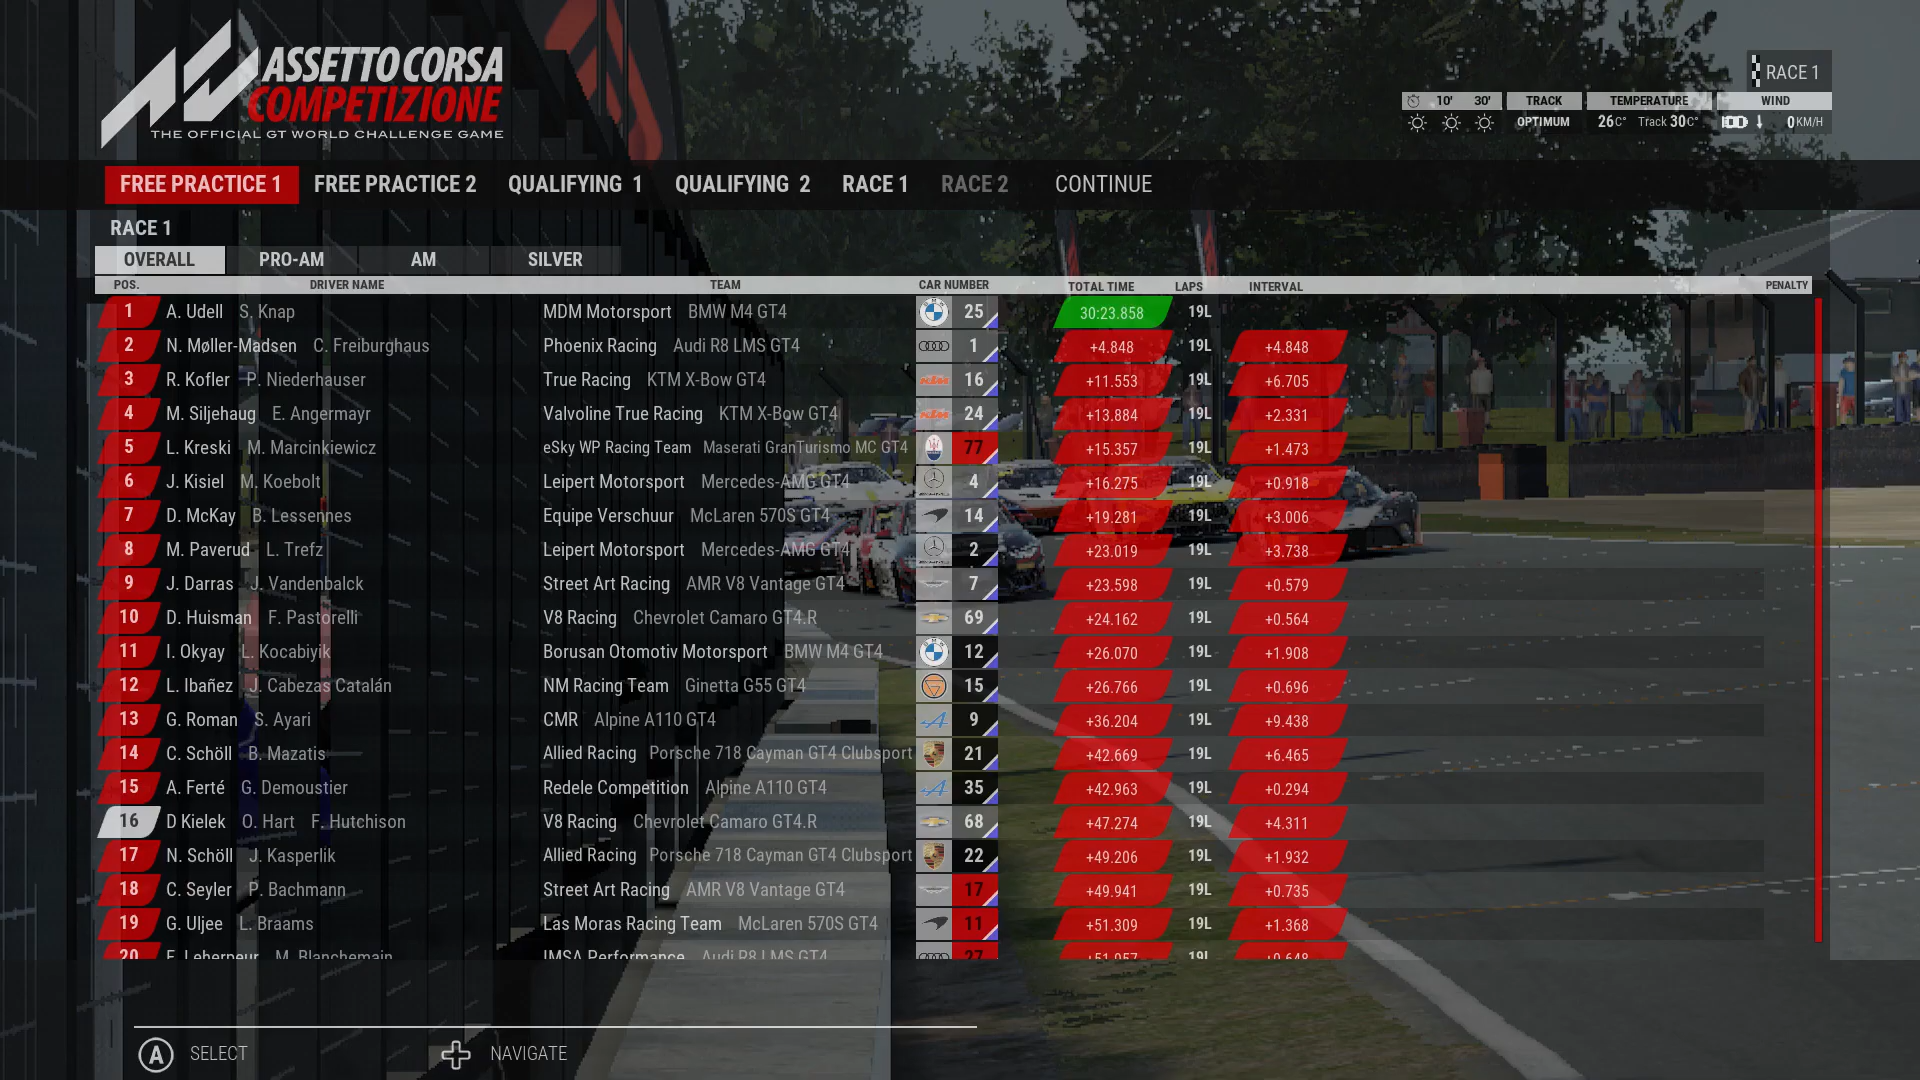 ASSETTO CORSA
COMPETIZIONE
THE OFFICIAL GT WORLD CHALLENGE GAME
RACE 1
10' 30' TRACK TEMPERATURE WIND
OPTIMUM 26C° Track 30C° 0KM/H
FREE PRACTICE 1 FREE PRACTICE 2 QUALIFYING 1 QUALIFYING 2 RACE 1 RACE 2 CONTINUE
RACE 1
OVERALL PRO-AM AM SILVER
POS. DRIVER NAME TEAM CAR NUMBER TOTAL TIME LAPS INTERVAL PENALTY
1 A. Udell S. Knap MDM Motorsport BMW M4 GT4 25 30:23.858 19L
2 N. Møller-Madsen C. Freiburghaus Phoenix Racing Audi R8 LMS GT4 1 +4.848 19L +4.848
3 R. Kofler P. Niederhauser True Racing KTM X-Bow GT4 16 +11.553 19L +6.705
4 M. Siljehaug E. Angermayr Valvoline True Racing KTM X-Bow GT4 24 +13.884 19L +2.331
5 L. Kreski M. Marcinkiewicz eSky WP Racing Team Maserati GranTurismo MC GT4 77 +15.357 19L +1.473
6 J. Kisiel M. Koebolt Leipert Motorsport Mercedes-AMG GT4 4 +16.275 19L +0.918
7 D. McKay B. Lessennes Equipe Verschuur McLaren 570S GT4 14 +19.281 19L +3.006
8 M. Paverud L. Trefz Leipert Motorsport Mercedes-AMG GT4 2 +23.019 19L +3.738
9 J. Darras J. Vandenbalck Street Art Racing AMR V8 Vantage GT4 7 +23.598 19L +0.579
10 D. Huisman F. Pastorelli V8 Racing Chevrolet Camaro GT4.R 69 +24.162 19L +0.564
11 I. Okyay L. Kocabiyik Borusan Otomotiv Motorsport BMW M4 GT4 12 +26.070 19L +1.908
12 L. Ibañez J. Cabezas Catalán NM Racing Team Ginetta G55 GT4 15 +26.766 19L +0.696
13 G. Roman S. Ayari CMR Alpine A110 GT4 9 +36.204 19L +9.438
14 C. Schöll B. Mazatis Allied Racing Porsche 718 Cayman GT4 Clubsport 21 +42.669 19L +6.465
15 A. Ferté G. Demoustier Redele Competition Alpine A110 GT4 35 +42.963 19L +0.294
16 D Kielek O. Hart F. Hutchison V8 Racing Chevrolet Camaro GT4.R 68 +47.274 19L +4.311
17 N. Schöll J. Kasperlik Allied Racing Porsche 718 Cayman GT4 Clubsport 22 +49.206 19L +1.932
18 C. Seyler P. Bachmann Street Art Racing AMR V8 Vantage GT4 17 +49.941 19L +0.735
19 G. Uljee L. Braams Las Moras Racing Team McLaren 570S GT4 11 +51.309 19L +1.368
20 F. Leherpeur M. Blanchemain IMSA Performance Audi R8 LMS GT4 27 +51.957 19L +0.648
A SELECT NAVIGATE